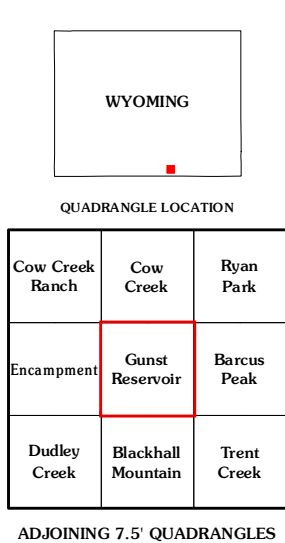 WYOMING
QUADRANGLE LOCATION
Cow Creek
Ranch
Cow
Creek
Ryan
Park
Encampment
Gunst
Reservoir
Barcus
Peak
Dudley
Creek
Blackhall
Mountain
Trent
Creek
ADJOINING 7.5' QUADRANGLES